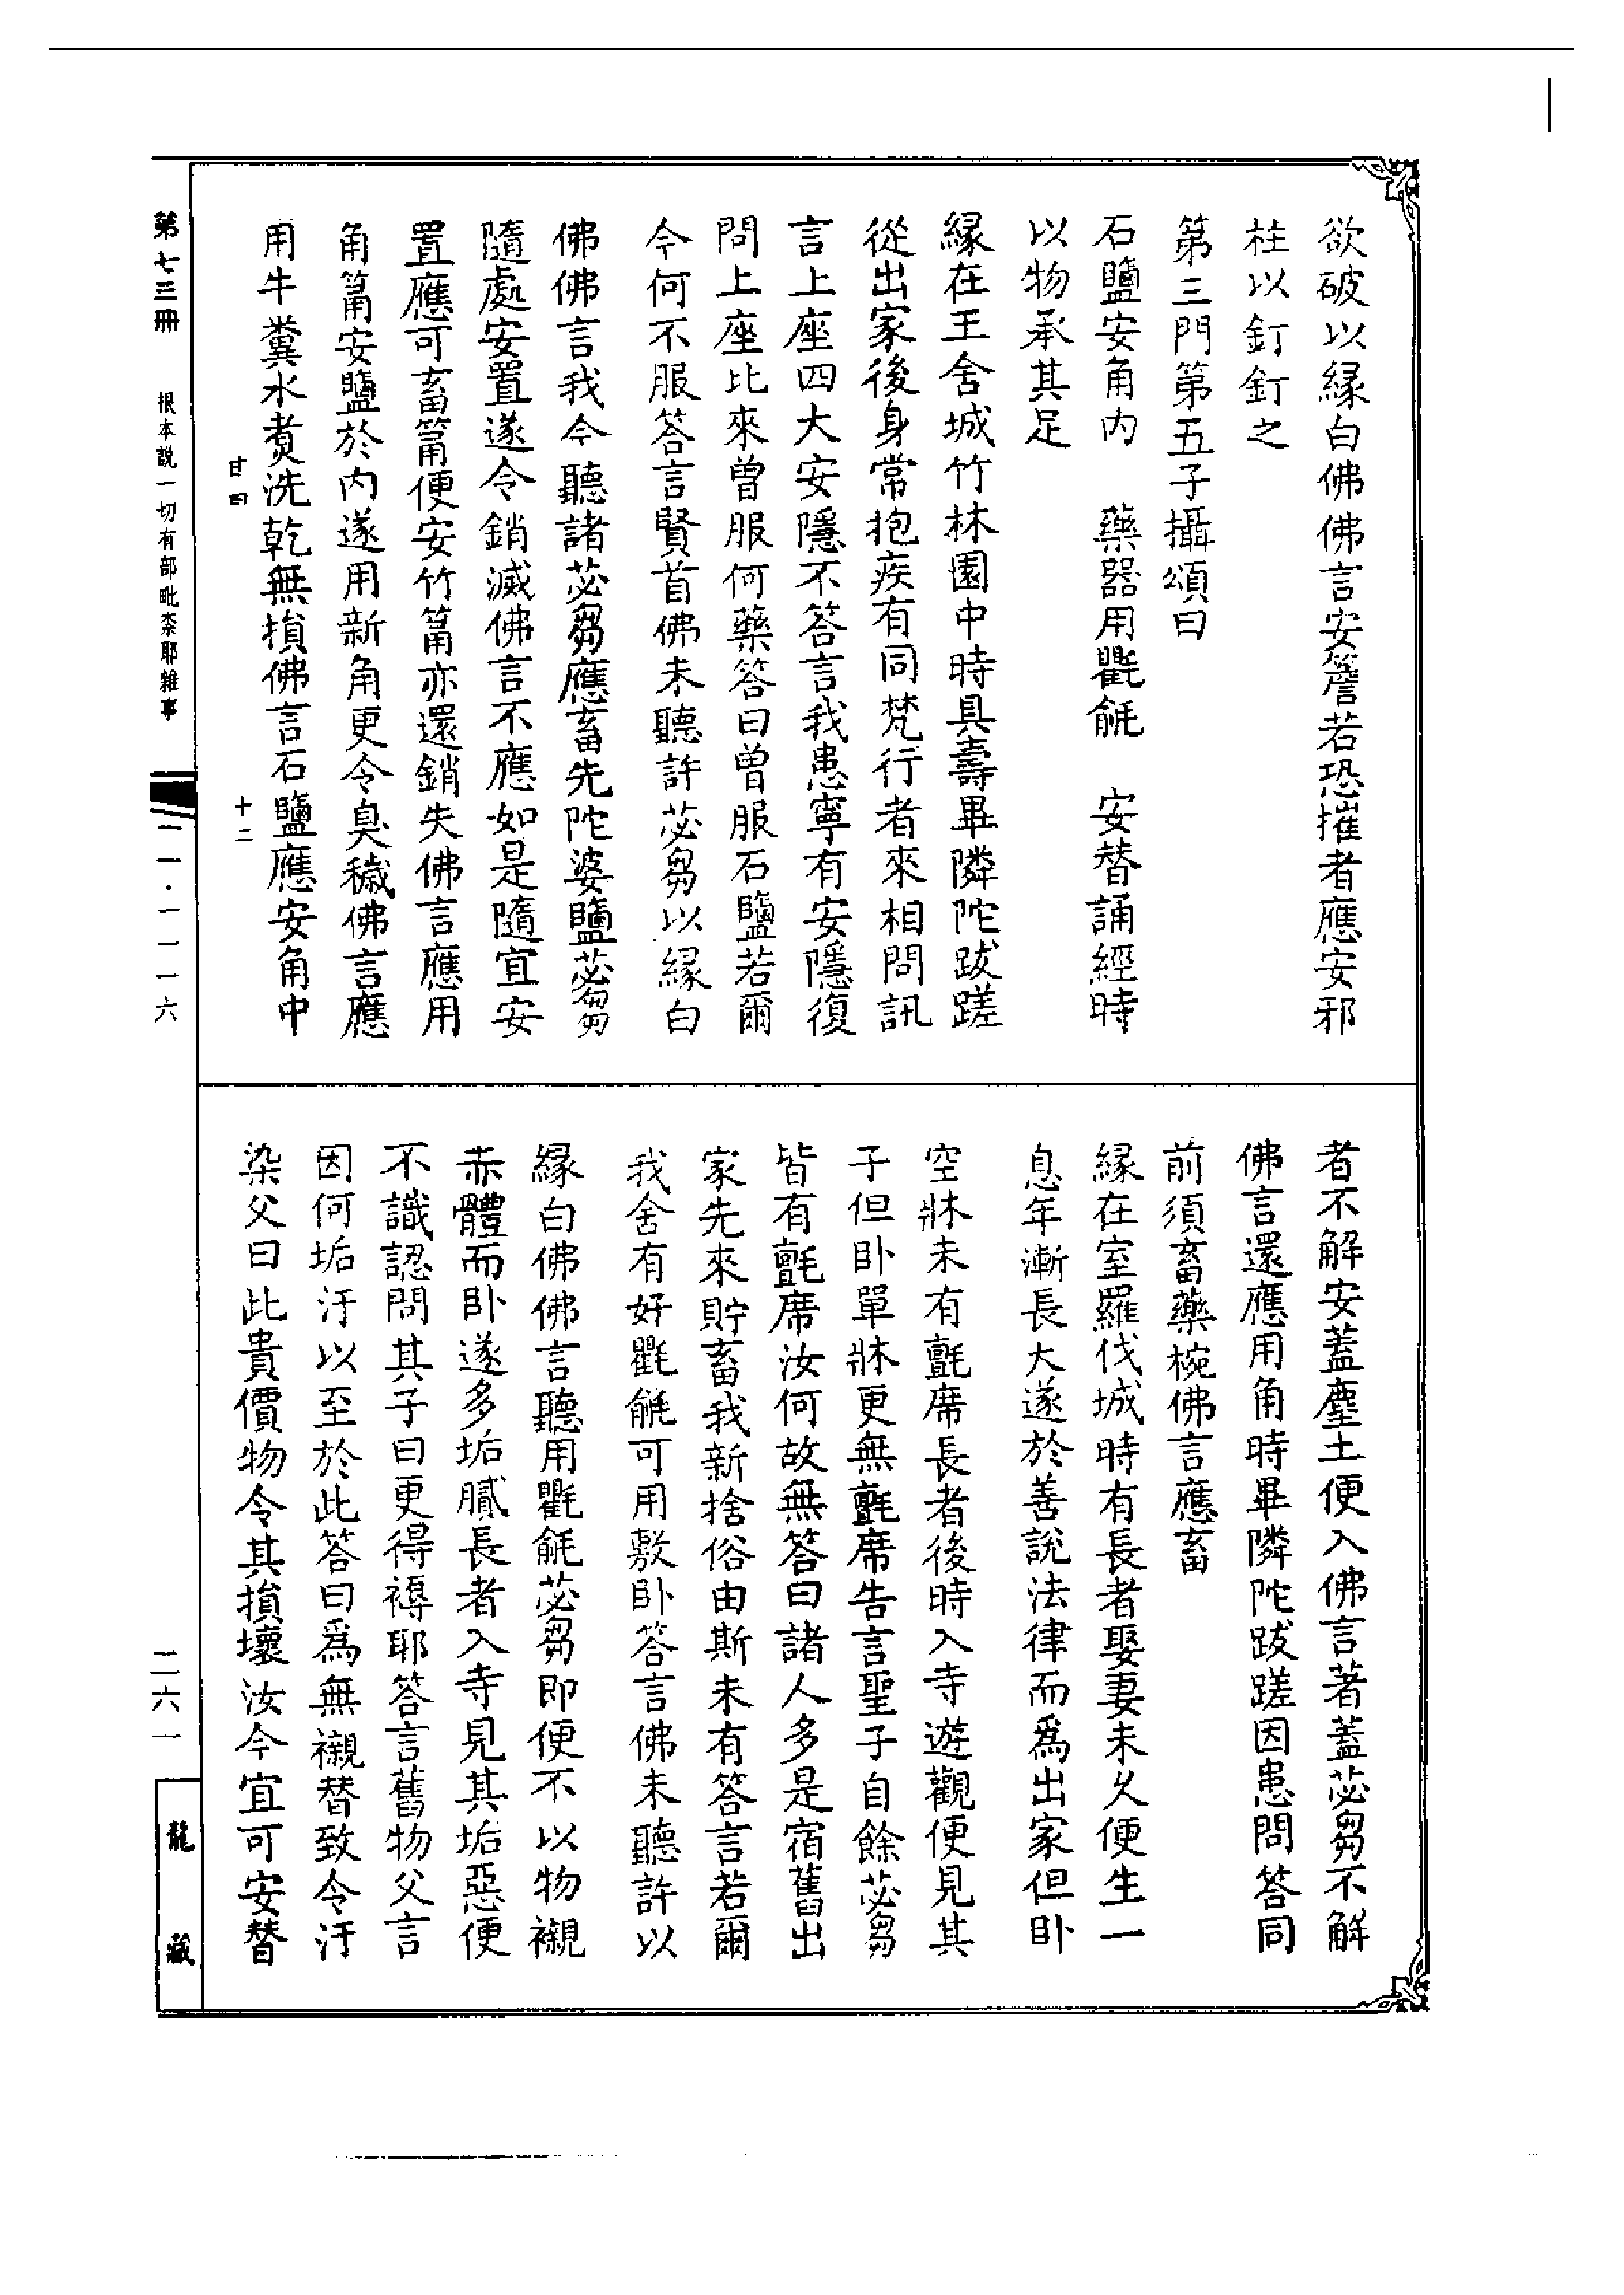 欲破以緣白佛佛言安簷若恐摧者應安邪
柱以釘釘之
第三門第五子攝頌曰
石鹽安角內　藥器用氍毹　安替誦經時
以物承其足
緣在王舍城竹林園中時具壽畢隣陀跋蹉
從出家後身常抱疾有同梵行者來相問訊
言上座四大安隱不答言我患寧有安隱復
問上座比來曾服何藥答曰曾服石鹽若爾
今何不服答言賢首佛未聽許苾芻以緣白
佛佛言我今聽諸苾芻應畜先陀婆鹽苾芻
隨處安置遂令銷滅佛言不應如是隨宜安
置應可畜筩便安竹筩亦還銷失佛言應用
角筩安鹽於內遂用新角更令臭穢佛言應
用牛糞水煑洗乾無損佛言石鹽應安角中
者不解安蓋塵土便入佛言著蓋苾芻不解
佛言還應用角時畢隣陀跋蹉因患問答同
前須畜藥椀佛言應畜
緣在室羅伐城時有長者娶妻未久便生一
息年漸長大遂於善說法律而爲出家但卧
空牀未有氈席長者後時入寺遊觀便見其
子但卧單牀更無氈席告言聖子自餘苾芻
皆有氈席汝何故無答曰諸人多是宿舊出
家先來貯畜我新捨俗由斯未有答言若爾
我舍有好氍毹可用敷卧答言佛未聽許以
緣白佛佛言聽用氍毹苾芻即便不以物襯
赤體而卧遂多垢膩長者入寺見其垢惡便
不識認問其子曰更得褥耶答言舊物父言
因何垢汙以至於此答曰爲無襯替致令汙
染父曰此貴價物令其損壞汝今宜可安替
甘四　十二
第七三冊　根本說一切有部毗柰耶雜事　一一·一一一六　二六一
龍藏